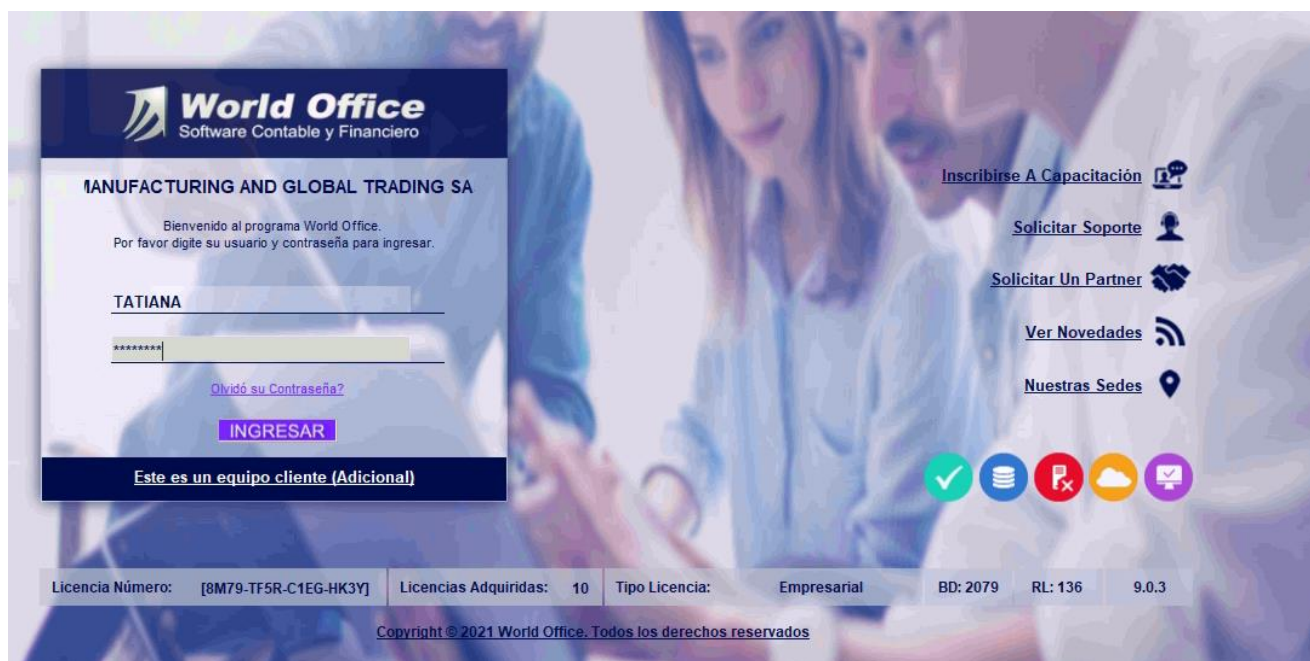 World Office
Software Contable y Financiero
MANUFACTURING AND GLOBAL TRADING SA
Bienvenido al programa World Office.
Por favor digite su usuario y contraseña para ingresar.
TATIANA
********
Olvidó su Contraseña?
INGRESAR
Este es un equipo cliente (Adicional)
Inscribirse A Capacitación
Solicitar Soporte
Solicitar Un Partner
Ver Novedades
Nuestras Sedes
Licencia Número: [8M79-TF5R-C1EG-HK3Y] Licencias Adquiridas: 10 Tipo Licencia: Empresarial BD: 2079 RL: 136 9.0.3
Copyright © 2021 World Office. Todos los derechos reservados